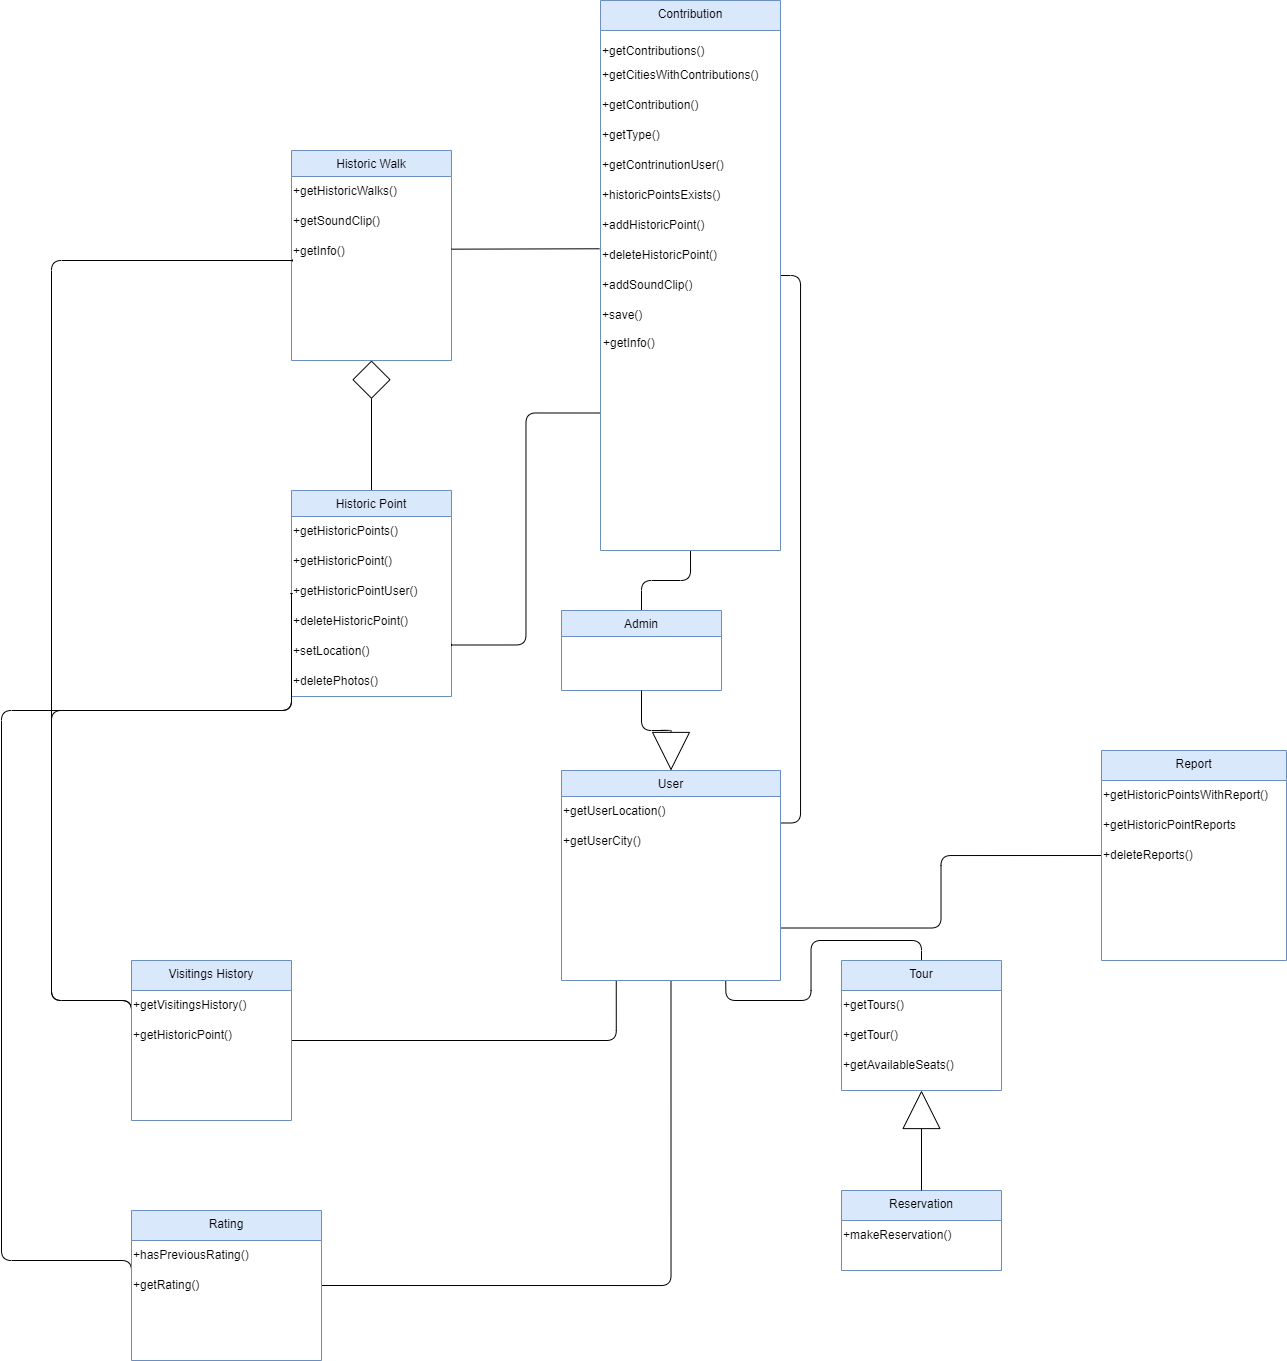 Contribution
+getContributions()
+getCitiesWithContributions()
+getContribution()
+getType()
+getContrinutionUser()
+historicPointsExists()
+addHistoricPoint()
+deleteHistoricPoint()
+addSoundClip()
+save()
+getInfo()
Historic Walk
+getHistoricWalks()
+getSoundClip()
+getInfo()
Historic Point
+getHistoricPoints()
+getHistoricPoint()
+getHistoricPointUser()
+deleteHistoricPoint()
+setLocation()
+deletePhotos()
Admin
User
+getUserLocation()
+getUserCity()
Report
+getHistoricPointsWithReport()
+getHistoricPointReports
+deleteReports()
Visitings History
+getVisitingsHistory()
+getHistoricPoint()
Tour
+getTours()
+getTour()
+getAvailableSeats()
Reservation
+makeReservation()
Rating
+hasPreviousRating()
+getRating()